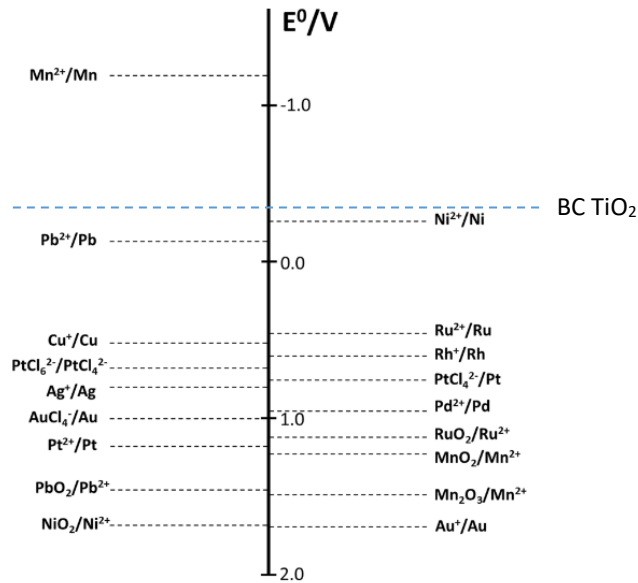 E⁰/V
Mn²⁺/Mn
-1.0
BC TiO₂
Ni²⁺/Ni
Pb²⁺/Pb
0.0
Ru²⁺/Ru
Cu⁺/Cu
Rh⁺/Rh
PtCl₆²⁻/PtCl₄²⁻
PtCl₄²⁻/Pt
Ag⁺/Ag
Pd²⁺/Pd
AuCl₄⁻/Au
1.0
RuO₂/Ru²⁺
Pt²⁺/Pt
MnO₂/Mn²⁺
PbO₂/Pb²⁺
Mn₂O₃/Mn²⁺
NiO₂/Ni²⁺
Au⁺/Au
2.0